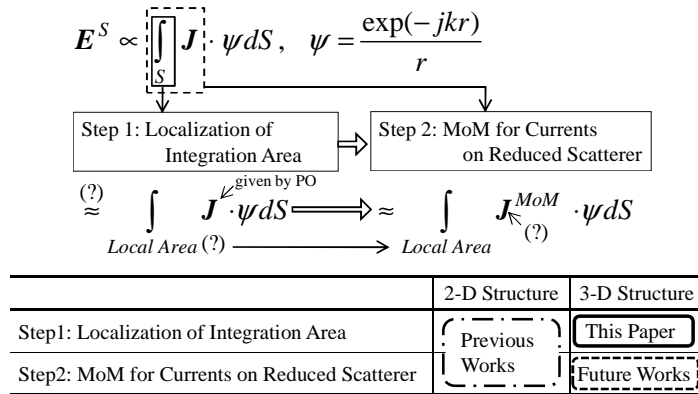 E^S ∝ ∫_S J · ψdS, ψ = exp(−jkr) / r
Step 1: Localization of Integration Area
Step 2: MoM for Currents on Reduced Scatterer
(?) ≈ ∫_{Local Area (?)} J · ψdS ⟹ ≈ ∫_{Local Area} J^{MoM} · ψdS
given by PO
(?)
2-D Structure 3-D Structure
Step1: Localization of Integration Area
Previous Works
This Paper
Step2: MoM for Currents on Reduced Scatterer
Future Works